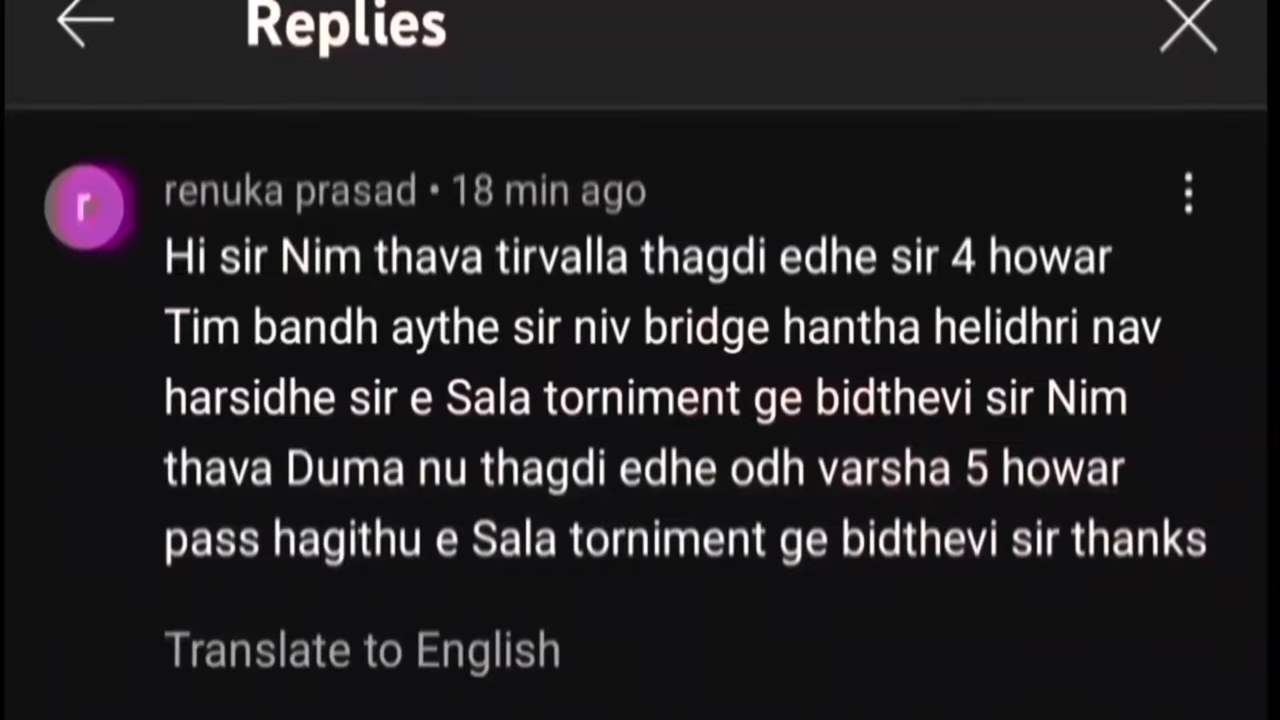 Replies
r
renuka prasad • 18 min ago
Hi sir Nim thava tirvalla thagdi edhe sir 4 howar
Tim bandh aythe sir niv bridge hantha helidhri nav
harsidhe sir e Sala torniment ge bidthevi sir Nim
thava Duma nu thagdi edhe odh varsha 5 howar
pass hagithu e Sala torniment ge bidthevi sir thanks
Translate to English